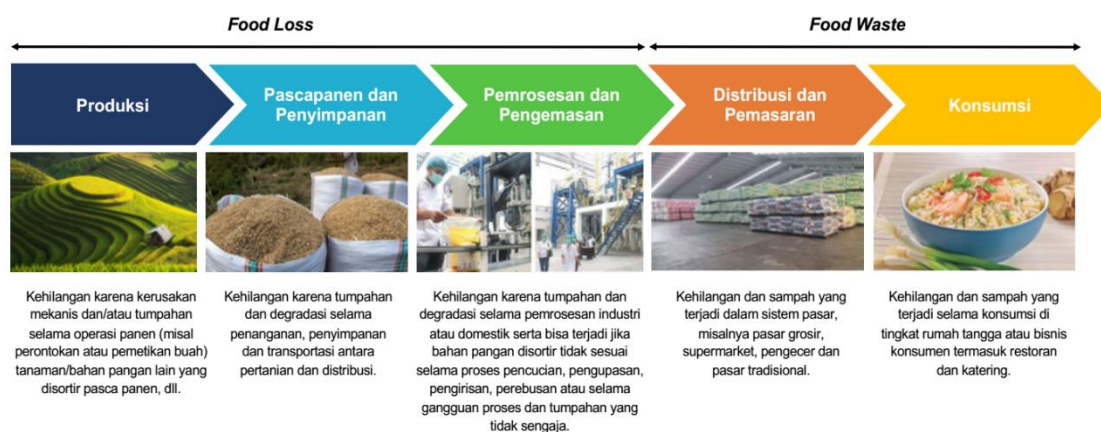 Food Loss
Food Waste
Produksi
Pascapanen dan
Penyimpanan
Pemrosesan dan
Pengemasan
Distribusi dan
Pemasaran
Konsumsi
Kehilangan karena kerusakan
mekanis dan/atau tumpahan
selama operasi panen (misal
perontokan atau pemetikan buah)
tanaman/bahan pangan lain yang
disortir pasca panen, dll.
Kehilangan karena tumpahan
dan degradasi selama
penanganan, penyimpanan
dan transportasi antara
pertanian dan distribusi.
Kehilangan karena tumpahan dan
degradasi selama pemrosesan industri
atau domestik serta bisa terjadi jika
bahan pangan disortir tidak sesuai
selama proses pencucian, pengupasan,
pengirisan, perebusan atau selama
gangguan proses dan tumpahan yang
tidak sengaja.
Kehilangan dan sampah yang
terjadi dalam sistem pasar,
misalnya pasar grosir,
supermarket, pengecer dan
pasar tradisional.
Kehilangan dan sampah yang
terjadi selama konsumsi di
tingkat rumah tangga atau bisnis
konsumen termasuk restoran
dan katering.